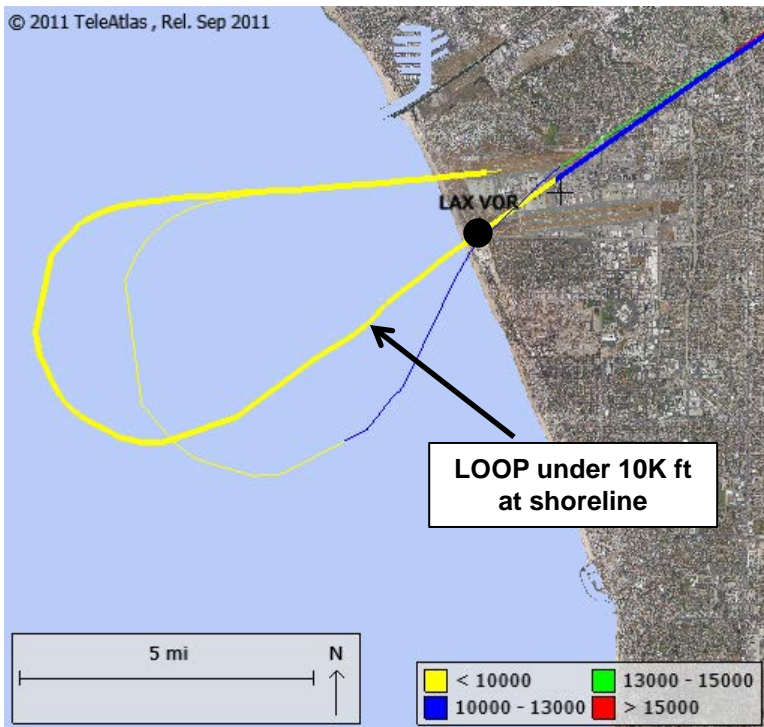 © 2011 TeleAtlas , Rel. Sep 2011
LAX VOR
LOOP under 10K ft
at shoreline
5 mi
N
< 10000
13000 - 15000
10000 - 13000
> 15000